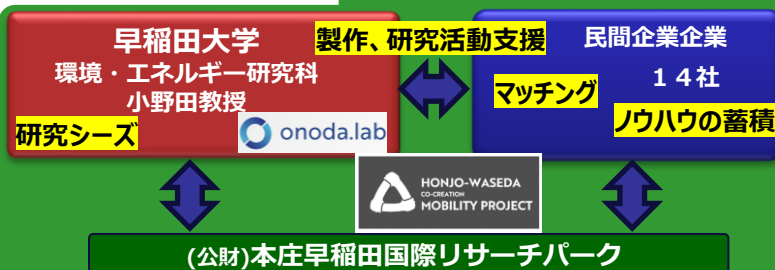 早稲田大学
環境・エネルギー研究科
小野田教授
研究シーズ
onoda.lab
製作、研究活動支援
民間企業企業
１４社
マッチング
ノウハウの蓄積
HONJO-WASEDA
CO-CREATION
MOBILITY PROJECT
(公財)本庄早稲田国際リサーチパーク